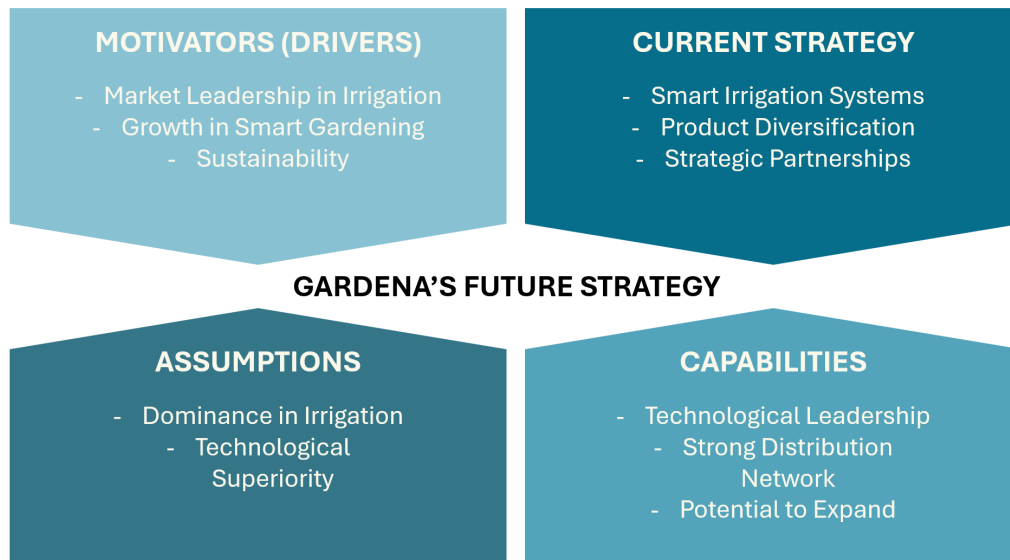 MOTIVATORS (DRIVERS)
- Market Leadership in Irrigation
- Growth in Smart Gardening
- Sustainability
CURRENT STRATEGY
- Smart Irrigation Systems
- Product Diversification
- Strategic Partnerships
GARDENA’S FUTURE STRATEGY
ASSUMPTIONS
- Dominance in Irrigation
- Technological
Superiority
CAPABILITIES
- Technological Leadership
- Strong Distribution
Network
- Potential to Expand